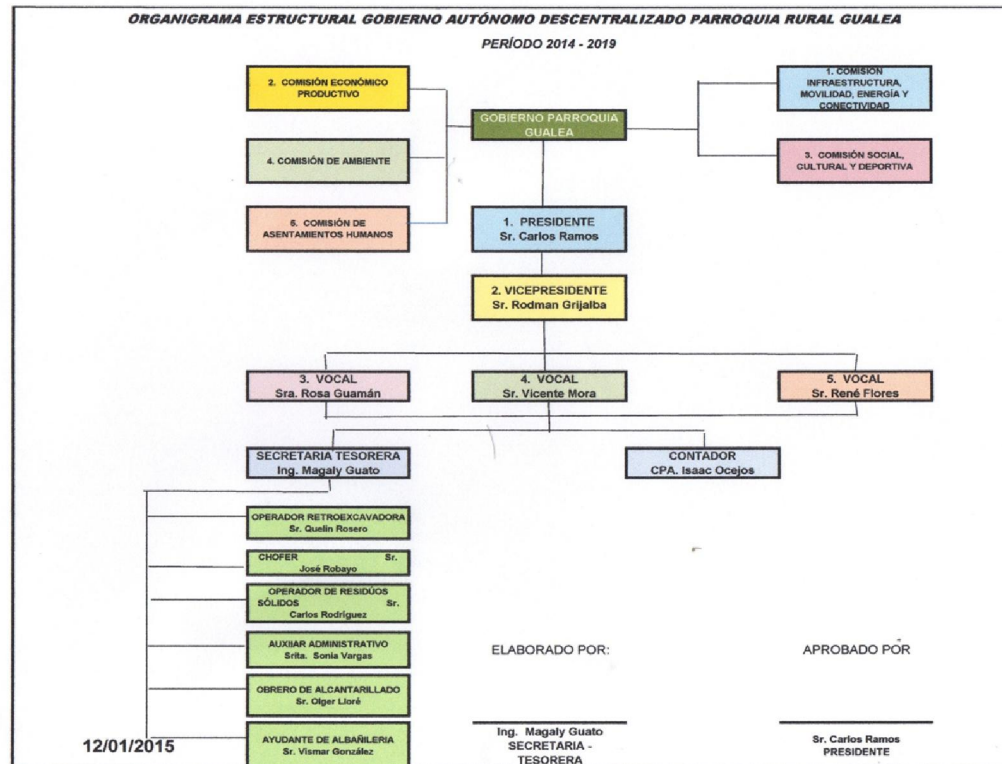 ORGANIGRAMA ESTRUCTURAL GOBIERNO AUTÓNOMO DESCENTRALIZADO PARROQUIA RURAL GUALEA
PERÍODO 2014 - 2019
2. COMISIÓN ECONÓMICO
PRODUCTIVO
1. COMISION
INFRAESTRUCTURA,
MOVILIDAD, ENERGÍA Y
CONECTIVIDAD
GOBIERNO PARROQUIA
GUALEA
4. COMISIÓN DE AMBIENTE
3. COMISIÓN SOCIAL,
CULTURAL Y DEPORTIVA
5. COMISIÓN DE
ASENTAMIENTOS HUMANOS
1. PRESIDENTE
Sr. Carlos Ramos
2. VICEPRESIDENTE
Sr. Rodman Grijalba
3. VOCAL
Sra. Rosa Guamán
4. VOCAL
Sr. Vicente Mora
5. VOCAL
Sr. René Flores
SECRETARIA TESORERA
Ing. Magaly Guato
CONTADOR
CPA. Isaac Ocejos
OPERADOR RETROEXCAVADORA
Sr. Quelin Rosero
CHOFER Sr.
José Robayo
OPERADOR DE RESIDÚOS
SÓLIDOS Sr.
Carlos Rodriguez
AUXIIAR ADMINISTRATIVO
Srita. Sonia Vargas
OBRERO DE ALCANTARILLADO
Sr. Olger Lloré
AYUDANTE DE ALBAÑILERIA
Sr. Vismar González
12/01/2015
ELABORADO POR:
Ing. Magaly Guato
SECRETARIA -
TESORERA
APROBADO POR
Sr. Carlos Ramos
PRESIDENTE